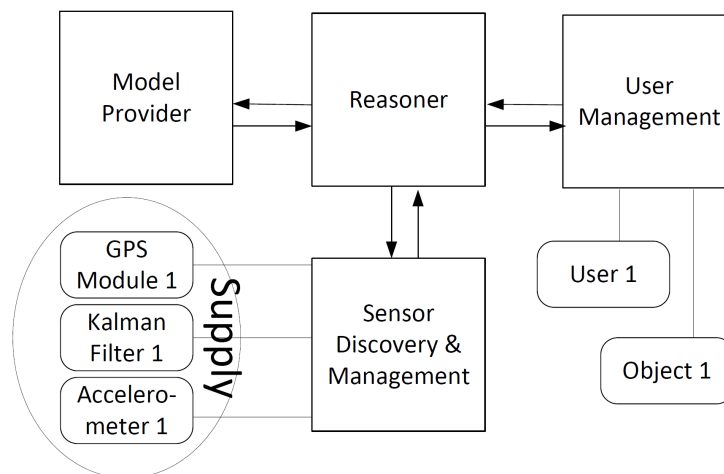 Model
Provider
Reasoner
User
Management
GPS
Module 1
Kalman
Filter 1
Accelero-
meter 1
Supply
Sensor
Discovery &
Management
User 1
Object 1